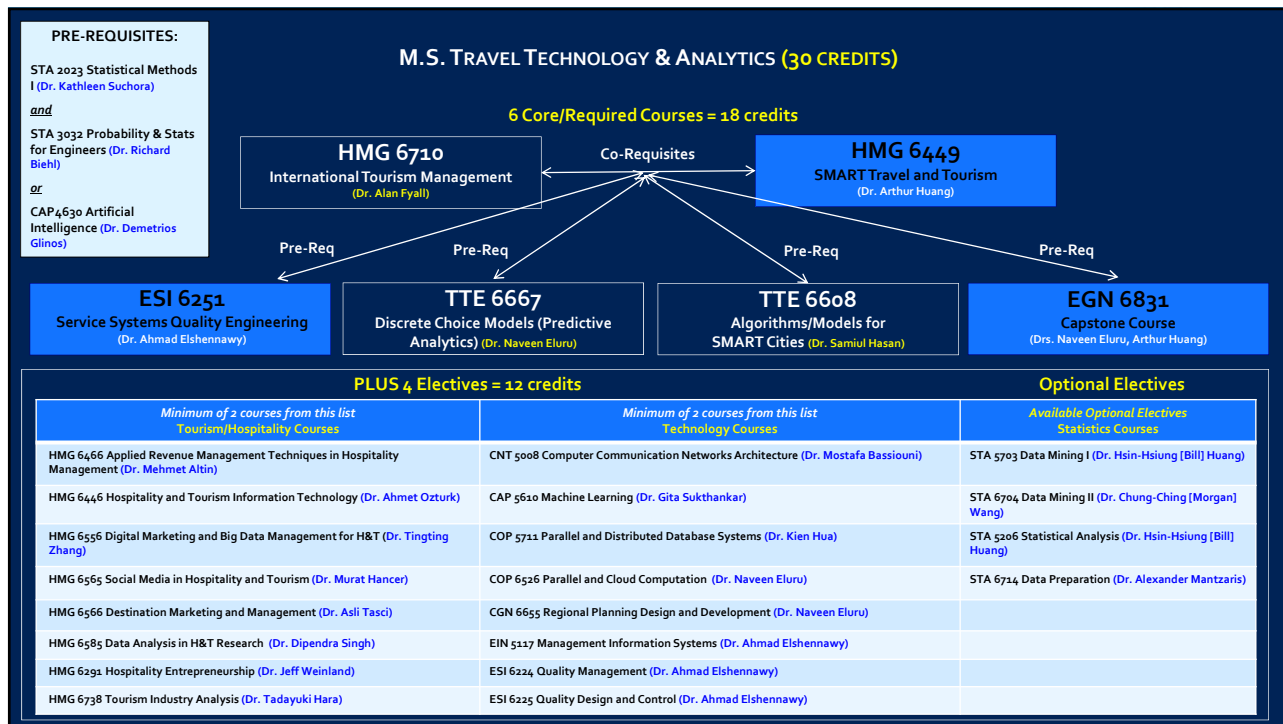 PRE-REQUISITES:
STA 2023 Statistical Methods
I (Dr. Kathleen Suchora)
and
STA 3032 Probability & Stats
for Engineers (Dr. Richard
Biehl)
or
CAP4630 Artificial
Intelligence (Dr. Demetrios
Glinos)
M.S. TRAVEL TECHNOLOGY & ANALYTICS (30 CREDITS)
6 Core/Required Courses = 18 credits
HMG 6710
International Tourism Management
(Dr. Alan Fyall)
Co-Requisites
HMG 6449
SMART Travel and Tourism
(Dr. Arthur Huang)
Pre-Req
Pre-Req
Pre-Req
Pre-Req
ESI 6251
Service Systems Quality Engineering
(Dr. Ahmad Elshennawy)
TTE 6667
Discrete Choice Models (Predictive
Analytics) (Dr. Naveen Eluru)
TTE 6608
Algorithms/Models for
SMART Cities (Dr. Samiul Hasan)
EGN 6831
Capstone Course
(Drs. Naveen Eluru, Arthur Huang)
PLUS 4 Electives = 12 credits
Optional Electives
Minimum of 2 courses from this list
Tourism/Hospitality Courses
Minimum of 2 courses from this list
Technology Courses
Available Optional Electives
Statistics Courses
HMG 6466 Applied Revenue Management Techniques in Hospitality
Management (Dr. Mehmet Altin)
CNT 5008 Computer Communication Networks Architecture (Dr. Mostafa Bassiouni)
STA 5703 Data Mining I (Dr. Hsin-Hsiung [Bill] Huang)
HMG 6446 Hospitality and Tourism Information Technology (Dr. Ahmet Ozturk)
CAP 5610 Machine Learning (Dr. Gita Sukthankar)
STA 6704 Data Mining II (Dr. Chung-Ching [Morgan]
Wang)
HMG 6556 Digital Marketing and Big Data Management for H&T (Dr. Tingting
Zhang)
COP 5711 Parallel and Distributed Database Systems (Dr. Kien Hua)
STA 5206 Statistical Analysis (Dr. Hsin-Hsiung [Bill]
Huang)
HMG 6565 Social Media in Hospitality and Tourism (Dr. Murat Hancer)
COP 6526 Parallel and Cloud Computation (Dr. Naveen Eluru)
STA 6714 Data Preparation (Dr. Alexander Mantzaris)
HMG 6566 Destination Marketing and Management (Dr. Asli Tasci)
CGN 6655 Regional Planning Design and Development (Dr. Naveen Eluru)
HMG 6585 Data Analysis in H&T Research (Dr. Dipendra Singh)
EIN 5117 Management Information Systems (Dr. Ahmad Elshennawy)
HMG 6291 Hospitality Entrepreneurship (Dr. Jeff Weinland)
ESI 6224 Quality Management (Dr. Ahmad Elshennawy)
HMG 6738 Tourism Industry Analysis (Dr. Tadayuki Hara)
ESI 6225 Quality Design and Control (Dr. Ahmad Elshennawy)